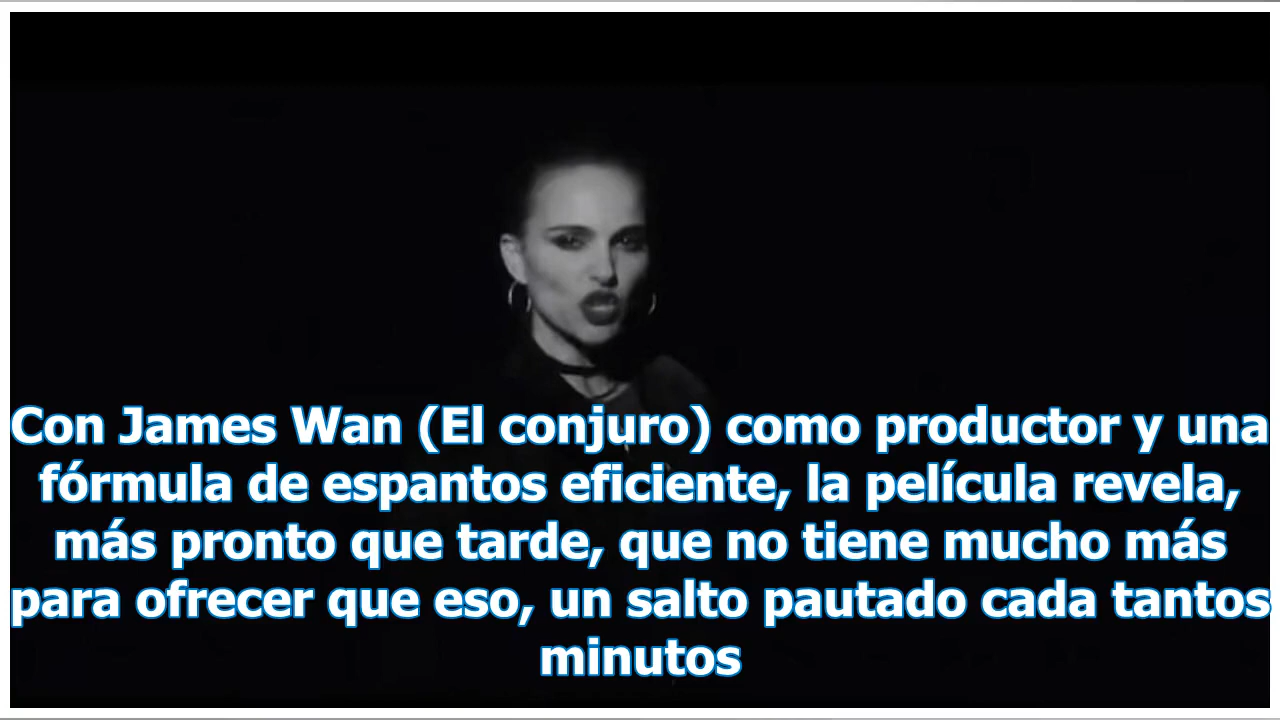 Con James Wan (El conjuro) como productor y una
fórmula de espantos eficiente, la película revela,
más pronto que tarde, que no tiene mucho más
para ofrecer que eso, un salto pautado cada tantos
minutos